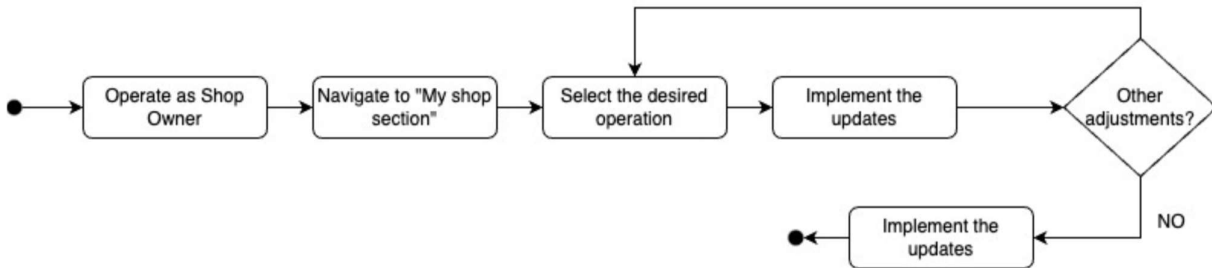 Operate as Shop
Owner
Navigate to "My shop
section"
Select the desired
operation
Implement the
updates
Other
adjustments?
NO
Implement the
updates